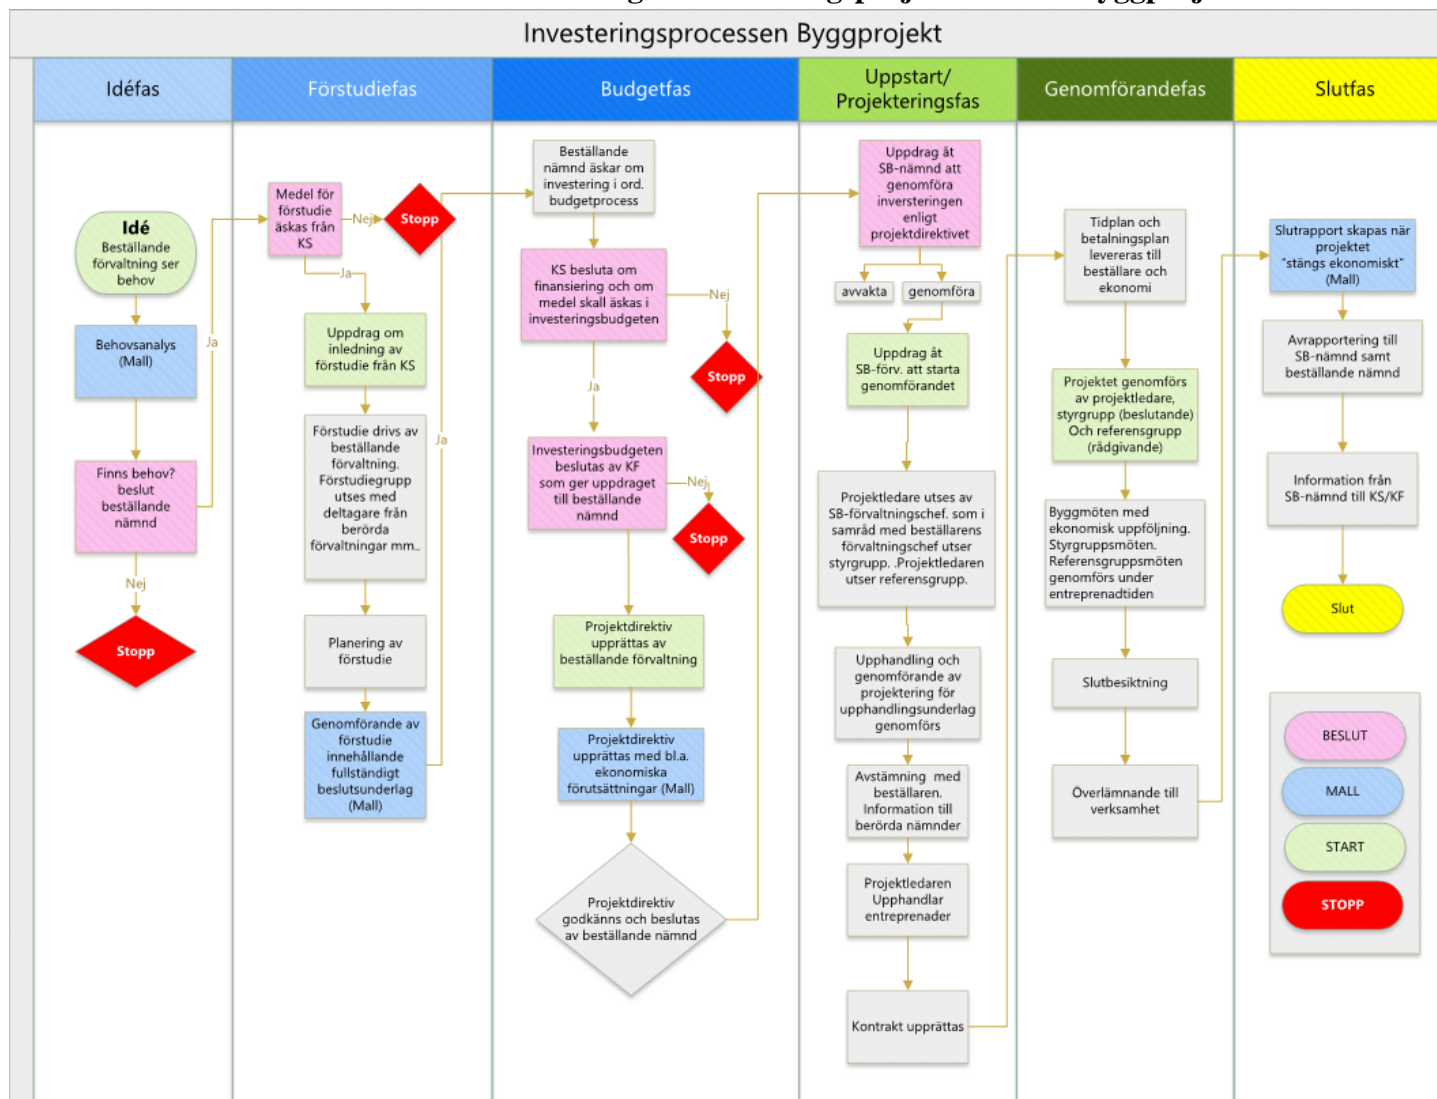 Investeringsprocessen Byggprojekt
Idéfas
Förstudiefas
Budgetfas
Uppstart/
Projekteringsfas
Genomförandefas
Slutfas
Idé
Beställande
förvaltning ser
behov
Behovsanalys
(Mall)
Finns behov?
beslut
beställande
nämnd
Ja
Nej
Stopp
Medel för
förstudie
äskas från
KS
Nej
Stopp
Ja
Uppdrag om
inledning av
förstudie från KS
Förstudie drivs av
beställande
förvaltning.
Förstudiegrupp
utses med
deltagare från
berörda
förvaltningar mm..
Planering av
förstudie
Genomförande av
förstudie
innehållande
fullständigt
beslutsunderlag
(Mall)
Ja
Beställande
nämnd äskar om
investering i ord.
budgetprocess
KS besluta om
finansiering och om
medel skall äskas i
investeringsbudgeten
Nej
Stopp
Ja
Investeringsbudgeten
beslutas av KF
som ger uppdraget
till beställande
nämnd
Nej
Stopp
Projektdirektiv
upprättas av
beställande förvaltning
Projektdirektiv
upprättas med bl.a.
ekonomiska
förutsättningar (Mall)
Projektdirektiv
godkänns och beslutas
av beställande nämnd
Uppdrag åt
SB-nämnd att
genomföra
inversteringen
enligt
projektdirektivet
avvakta
genomföra
Uppdrag åt
SB-förv. att starta
genomförandet
Projektledare utses av
SB-förvaltningschef. som i
samråd med beställarens
förvaltningschef utser
styrgrupp. .Projektledaren
utser referensgrupp.
Upphandling och
genomförande av
projektering för
upphandlingsunderlag
genomförs
Avstämning med
beställaren.
Information till
berörda nämnder
Projektledaren
Upphandlar
entreprenader
Kontrakt upprättas
Tidplan och
betalningsplan
levereras till
beställare och
ekonomi
Projektet genomförs
av projektledare,
styrgrupp (beslutande)
Och referensgrupp
(rådgivande)
Byggmöten med
ekonomisk uppföljning.
Styrgruppsmöten.
Referensgruppsmöten
genomförs under
entreprenadtiden
Slutbesiktning
Överlämnande till
verksamhet
Slutrapport skapas när
projektet
"stängs ekonomiskt"
(Mall)
Avrapportering till
SB-nämnd samt
beställande nämnd
Information från
SB-nämnd till KS/KF
Slut
BESLUT
MALL
START
STOPP